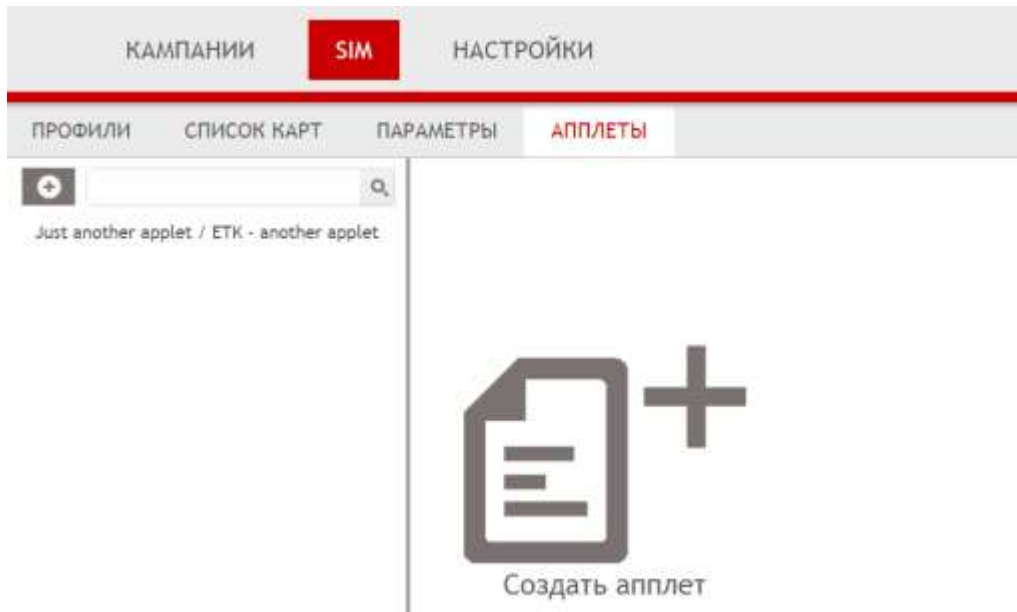 КАМПАНИИ SIM НАСТРОЙКИ
ПРОФИЛИ СПИСОК КАРТ ПАРАМЕТРЫ АППЛЕТЫ
Just another applet / ETK - another applet
Создать апплет